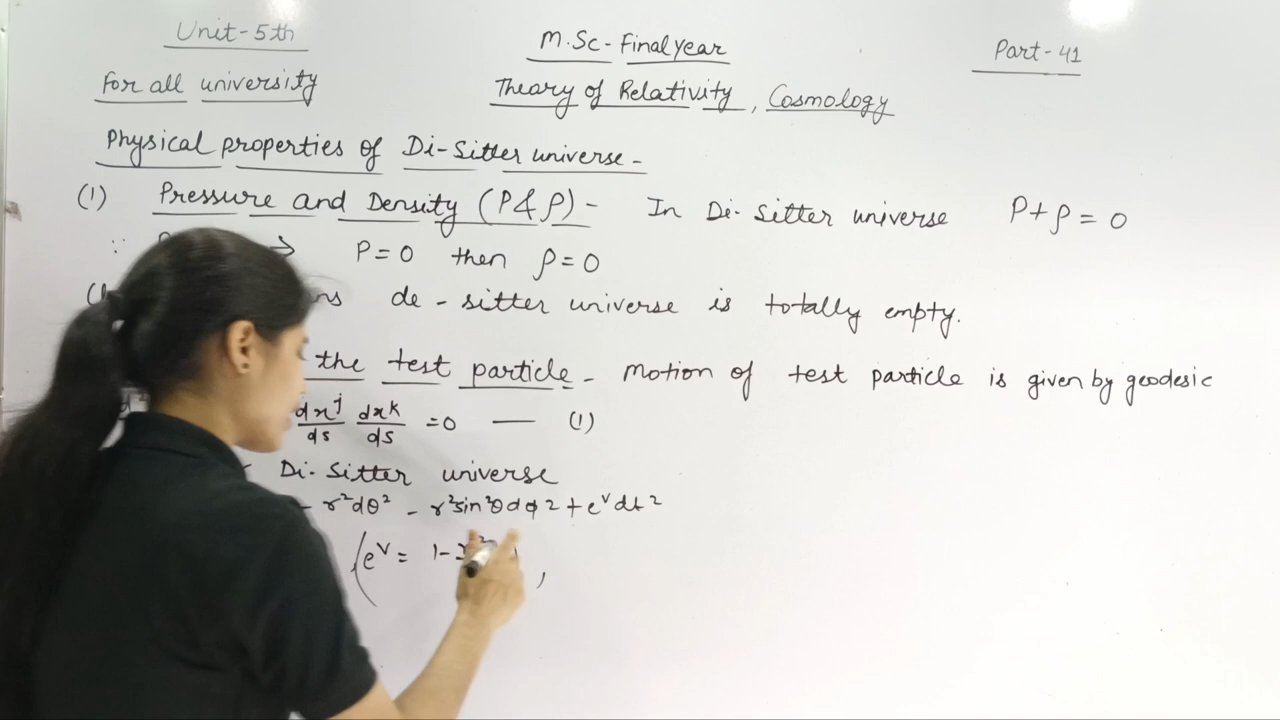 Unit-5th
M.Sc-Final year
Part-41
For all university
Theory of Relativity, Cosmology
Physical properties of Di-Sitter universe-
(1) Pressure and Density (P & ρ) - In Di-Sitter universe P+ρ=0
∵ → P=0 then ρ=0
de-sitter universe is totally empty.
the test particle - motion of test particle is given by geodesic
dx^j/ds dx^k/ds =0 — (1)
Di-Sitter universe
- r²dθ² - r²sin²θdφ²+e^ν dt²
(e^ν = 1-